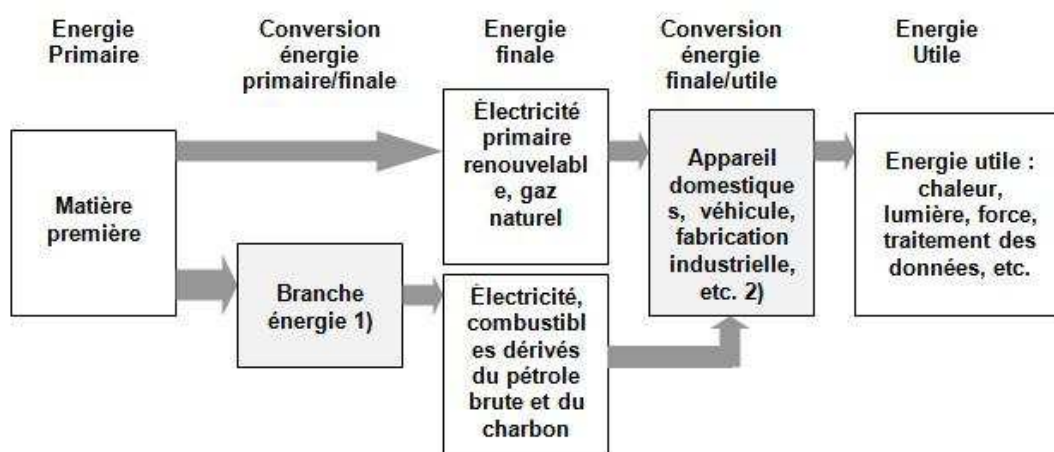 Energie
Primaire
Conversion
énergie
primaire/finale
Energie
finale
Conversion
énergie
finale/utile
Energie
Utile
Matière
première
Branche
énergie 1)
Électricité
primaire
renouvelabl
e, gaz
naturel
Électricité,
combustibl
es dérivés
du pétrole
brute et du
charbon
Appareil
domestique
s, véhicule,
fabrication
industrielle,
etc. 2)
Energie utile :
chaleur,
lumière, force,
traitement des
données, etc.